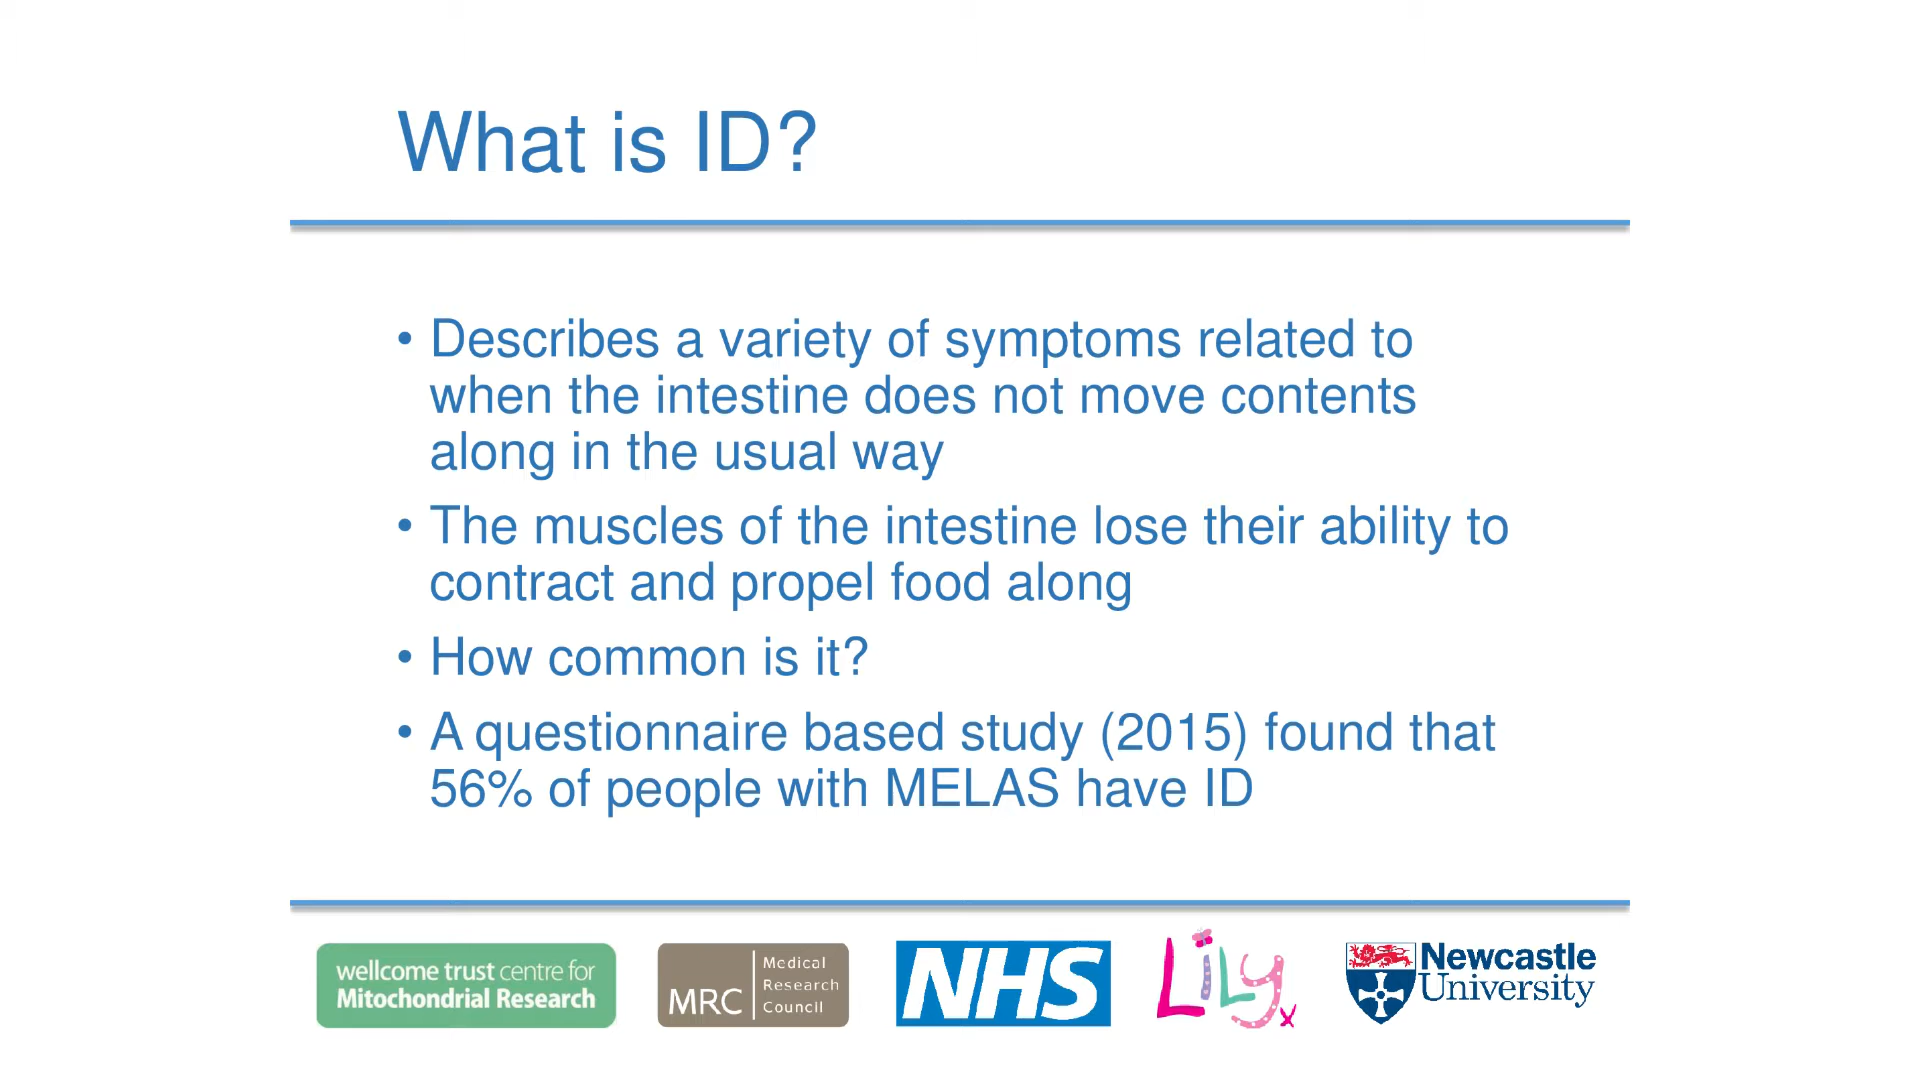 What is ID?
• Describes a variety of symptoms related to
when the intestine does not move contents
along in the usual way
• The muscles of the intestine lose their ability to
contract and propel food along
• How common is it?
• A questionnaire based study (2015) found that
56% of people with MELAS have ID
wellcome trust centre for
Mitochondrial Research
MRC
Medical
Research
Council
NHS
Lily x
Newcastle
University